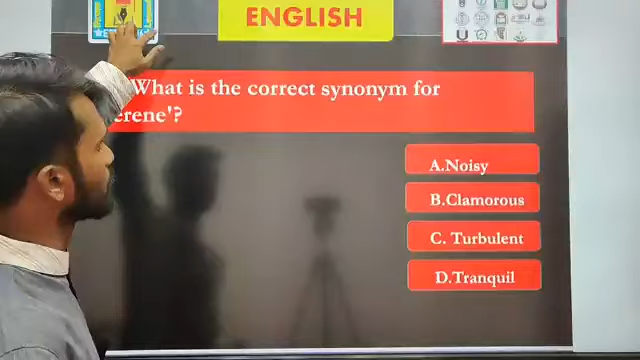 ENGLISH
What is the correct synonym for
erene'?
A.Noisy
B.Clamorous
C. Turbulent
D.Tranquil